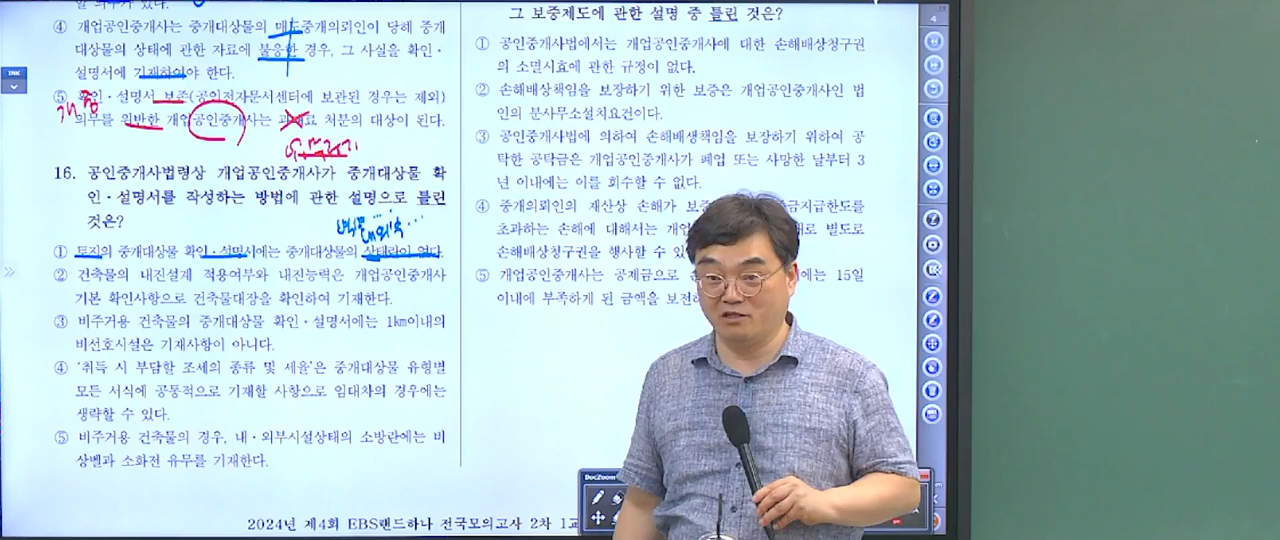 ④ 개업공인중개사는 중개대상물의 매도중개의뢰인이 당해 중개
대상물의 상태에 관한 자료에 불응한 경우, 그 사실을 확인·
설명서에 기재하여야 한다.
⑤ 확인·설명서 보존(공인전자문서센터에 보관된 경우는 제외)
의무를 위반한 개업공인중개사는 과태료 처분의 대상이 된다.
16. 공인중개사법령상 개업공인중개사가 중개대상물 확
인·설명서를 작성하는 방법에 관한 설명으로 틀린
것은?
① 토지의 중개대상물 확인·설명서에는 중개대상물의 상태란이 없다.
② 건축물의 내진설계 적용여부와 내진능력은 개업공인중개사
기본 확인사항으로 건축물대장을 확인하여 기재한다.
③ 비주거용 건축물의 중개대상물 확인·설명서에는 1km이내의
비선호시설은 기재사항이 아니다.
④ '취득 시 부담할 조세의 종류 및 세율'은 중개대상물 유형별
모든 서식에 공통적으로 기재할 사항으로 임대차의 경우에는
생략할 수 있다.
⑤ 비주거용 건축물의 경우, 내·외부시설상태의 소방란에는 비
상벨과 소화전 유무를 기재한다.
그 보증제도에 관한 설명 중 틀린 것은?
① 공인중개사법에서는 개업공인중개사에 대한 손해배상청구권
의 소멸시효에 관한 규정이 없다.
② 손해배상책임을 보장하기 위한 보증은 개업공인중개사인 법
인의 분사무소설치요건이다.
③ 공인중개사법에 의하여 손해배생책임을 보장하기 위하여 공
탁한 공탁금은 개업공인중개사가 폐업 또는 사망한 날부터 3
년 이내에는 이를 회수할 수 없다.
④ 중개의뢰인의 재산상 손해가 금지급한도를
초과하는 손해에 대해서는 별도로
손해배상청구권을 행사할 수
⑤ 개업공인중개사는 공제금으로 에는 15일
이내에 부족하게 된 금액을
2024년 제4회 EBS랜드하나 전국모의고사 2차 1교
INK
4
DocZoom